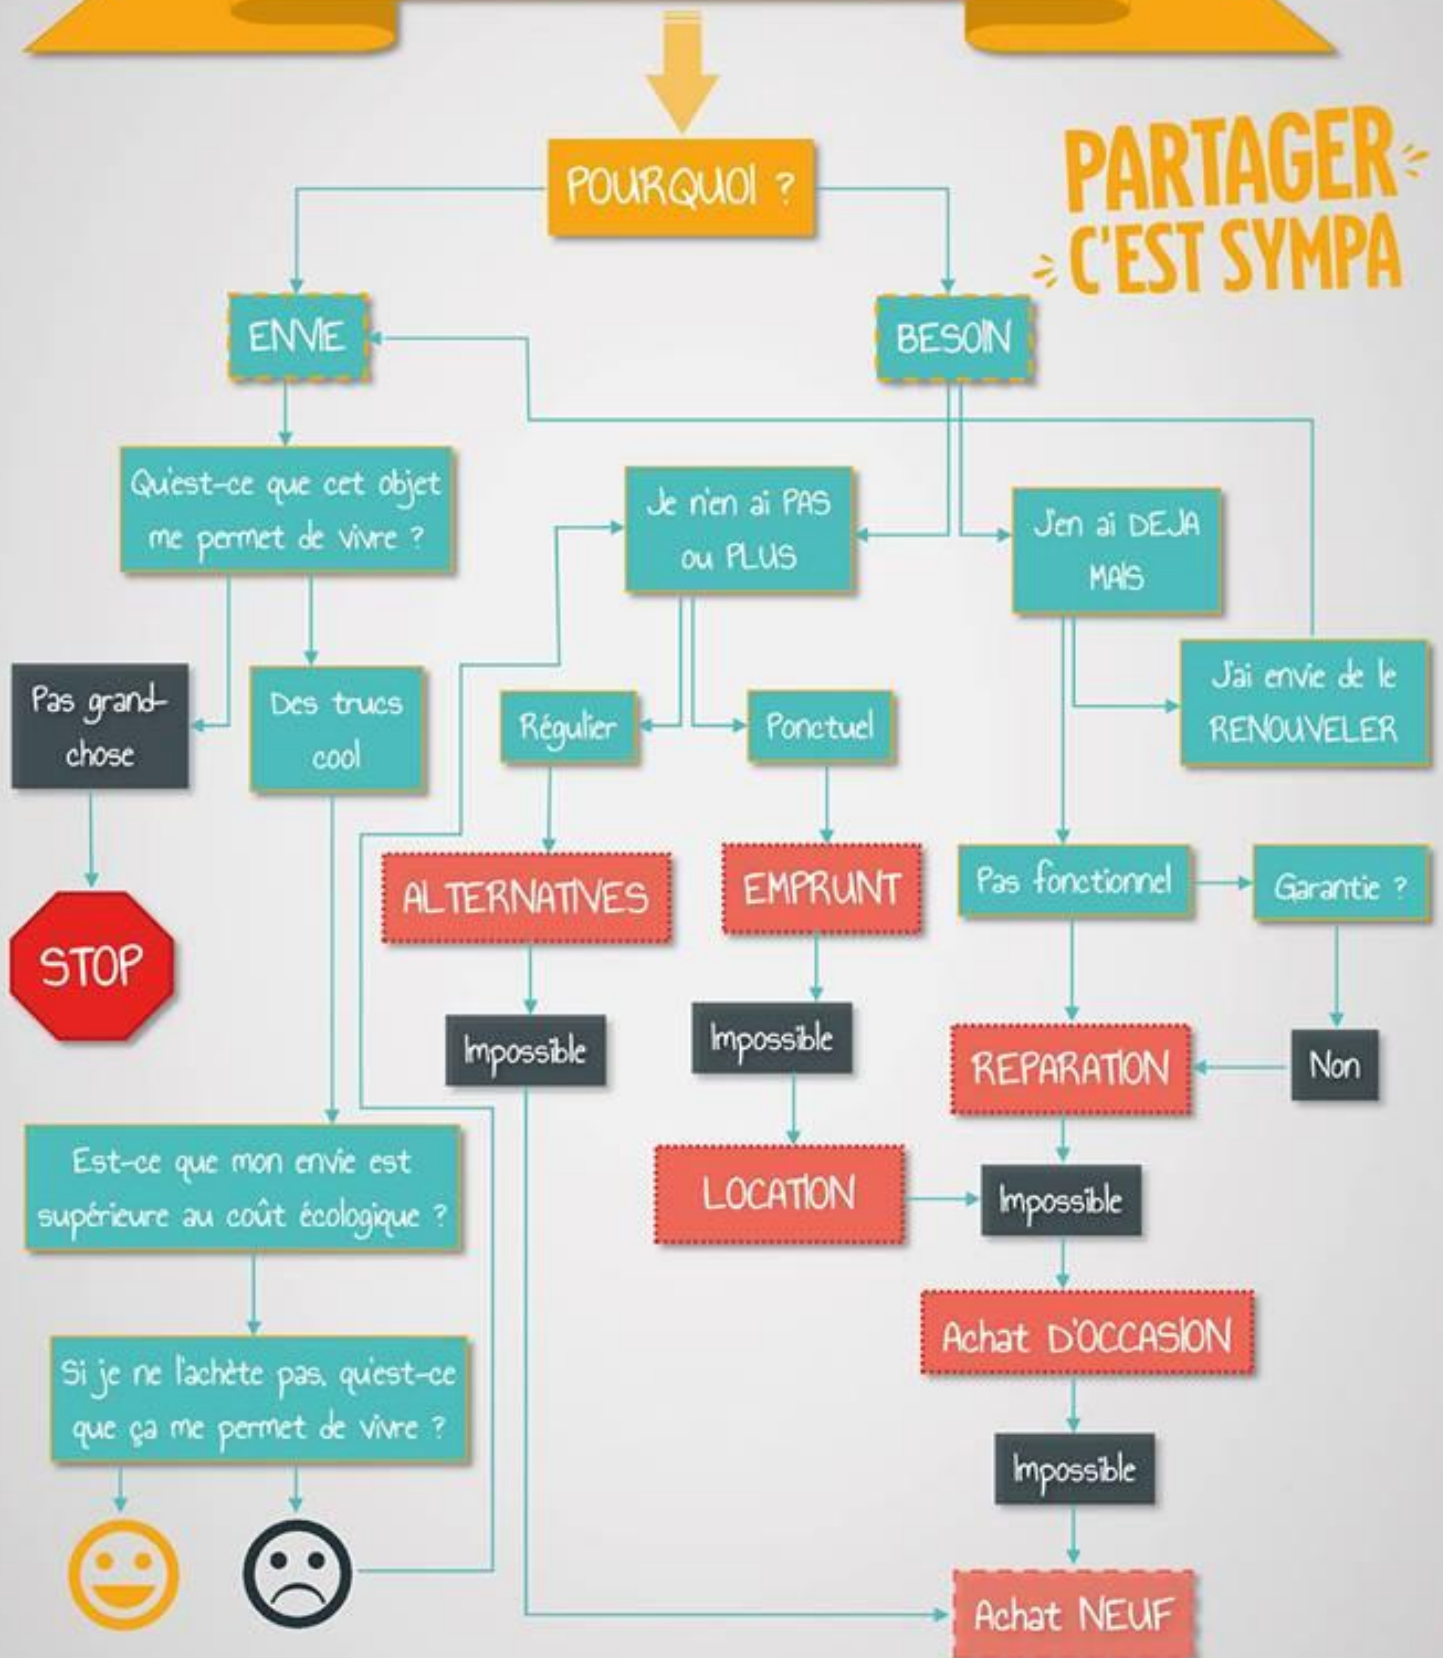 POURQUOI ?
PARTAGER
C'EST SYMPA
ENVIE
BESOIN
Qu'est-ce que cet objet
me permet de vivre ?
Je n'en ai PAS
ou PLUS
J'en ai DEJA
MAIS
J'ai envie de le
RENOUVELER
Pas grand-
chose
Des trucs
cool
Régulier
Ponctuel
STOP
ALTERNATIVES
EMPRUNT
Pas fonctionnel
Garantie ?
Impossible
Impossible
REPARATION
Non
Est-ce que mon envie est
supérieure au coût écologique ?
LOCATION
Impossible
Achat D'OCCASION
Si je ne l'achète pas, qu'est-ce
que ça me permet de vivre ?
Impossible
Achat NEUF